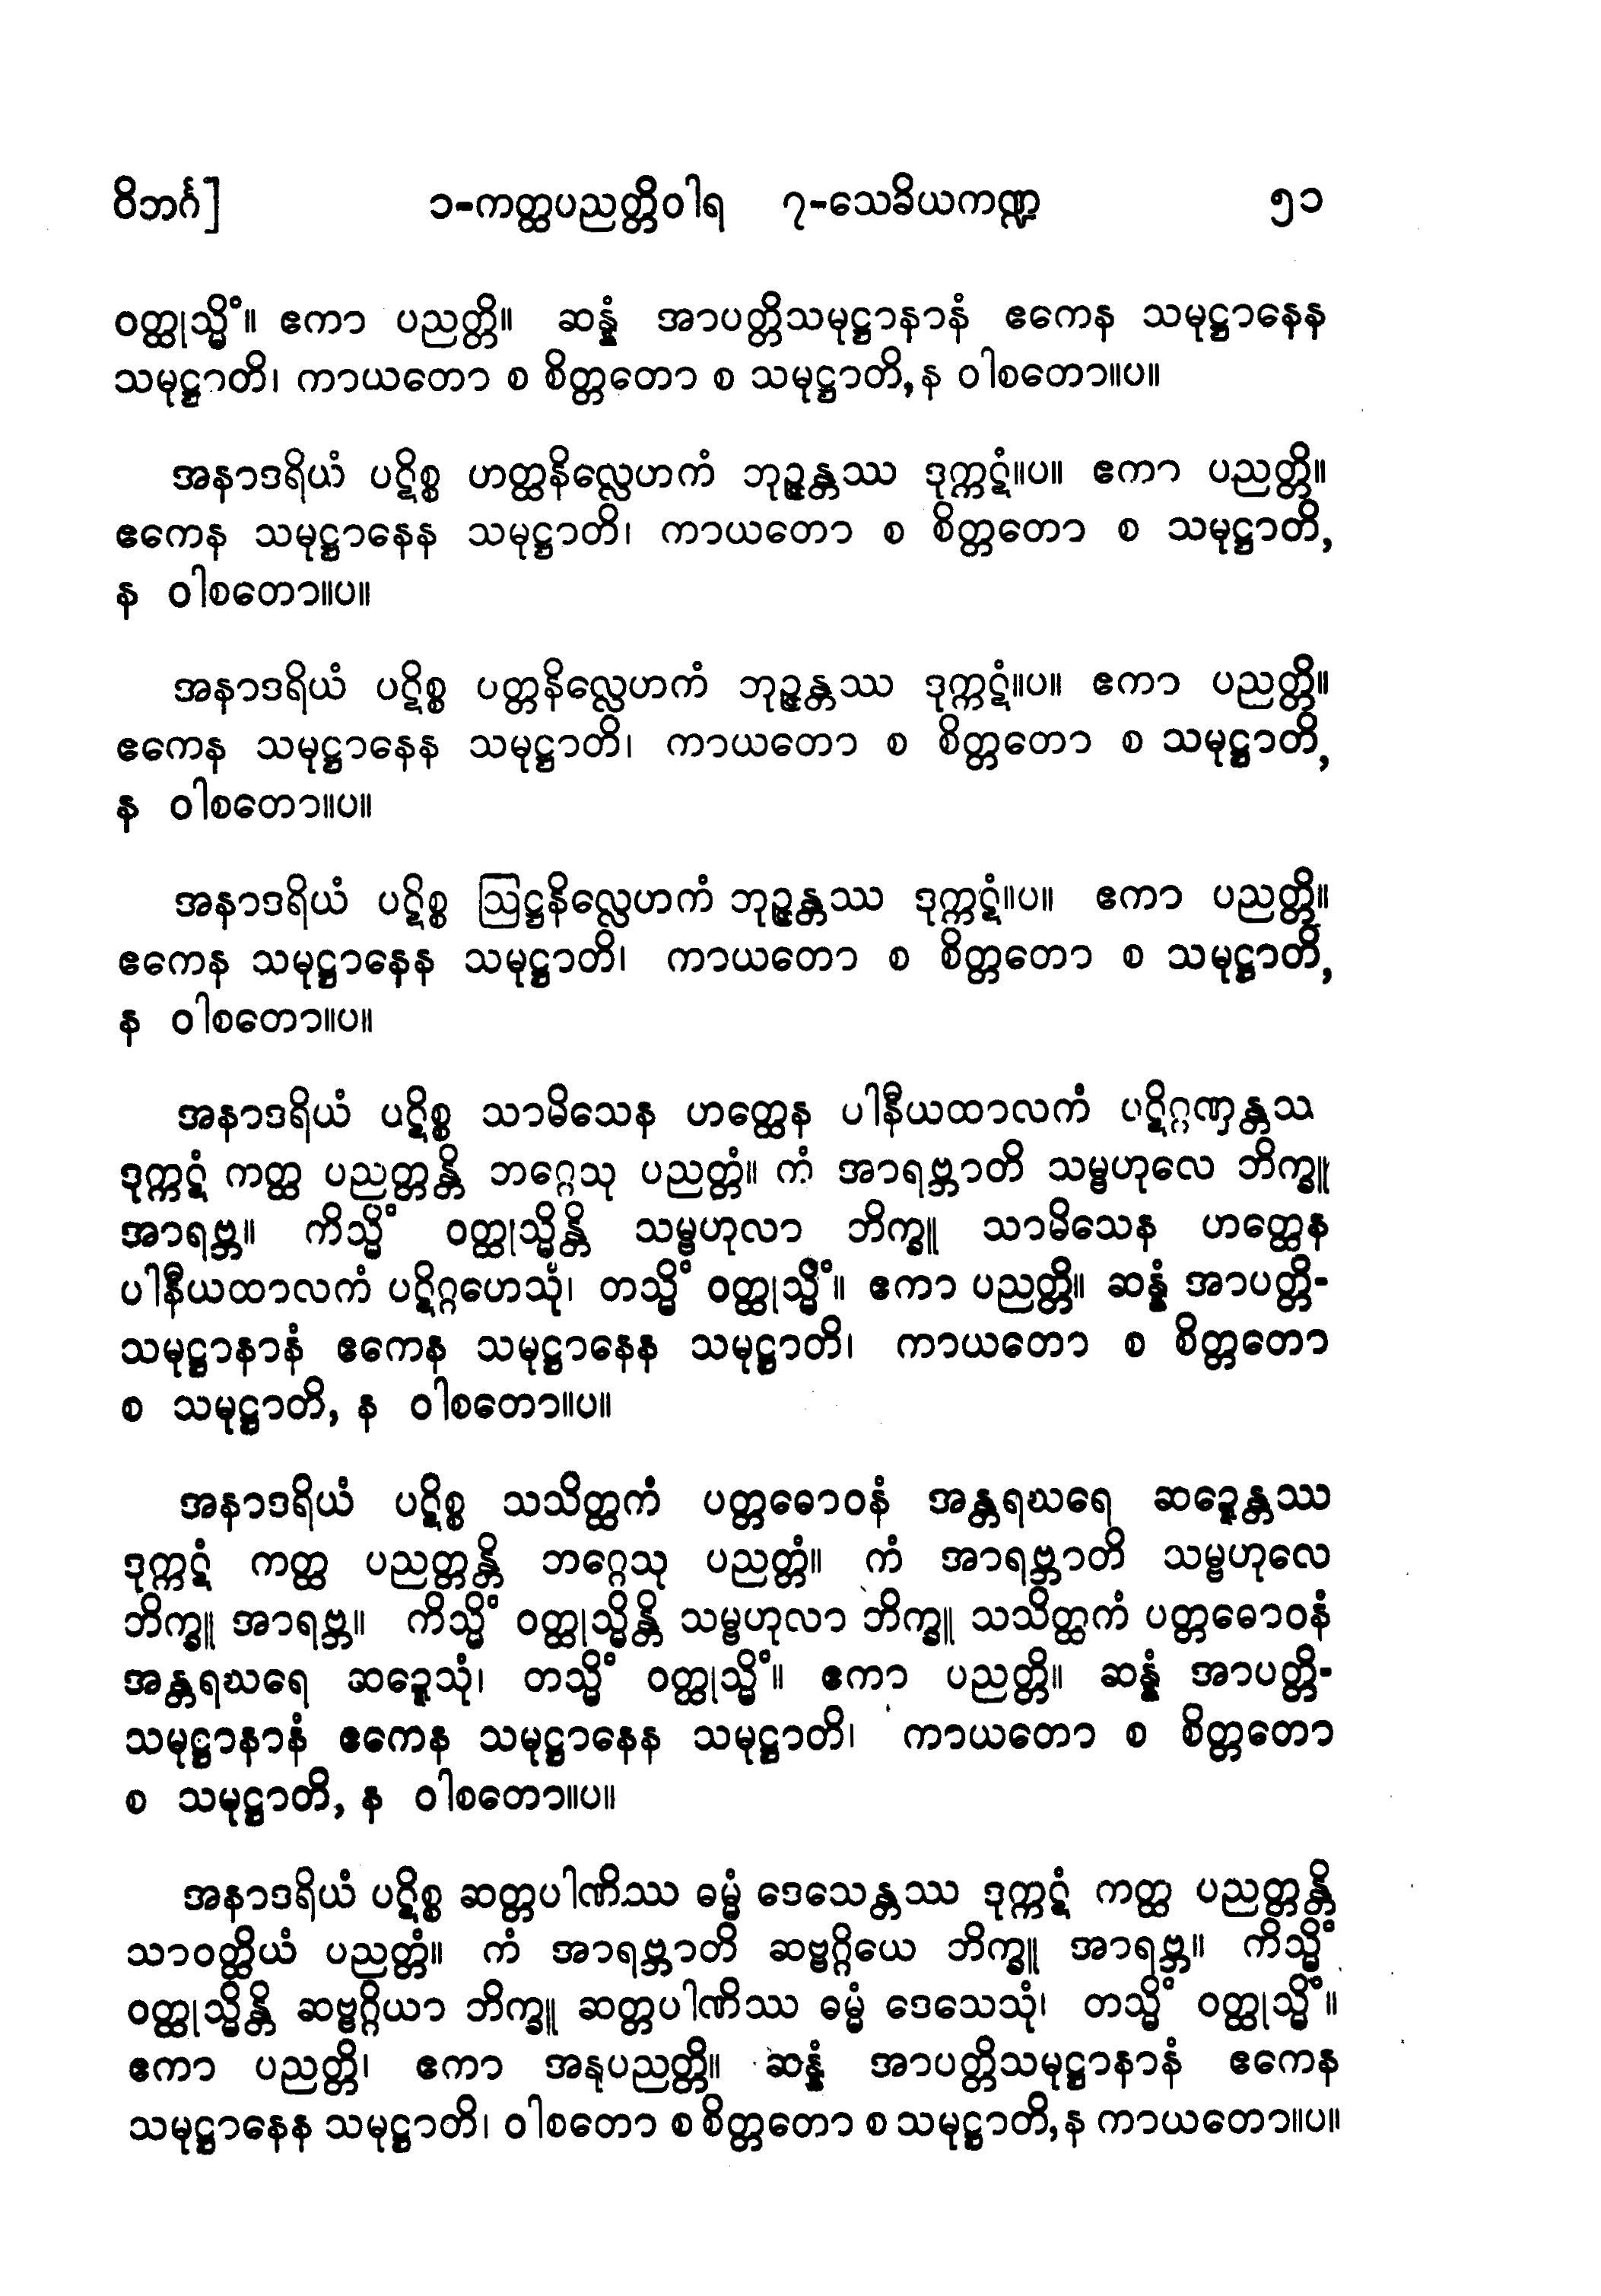 ဝိဘင်္ဂ] ၁-ကတ္ထပညတ္တိဝါရ ၇-သေခိယကဏ္ဍ ၅၁
ဝတ္ထုသ္မိံ။ ဧကာ ပညတ္တိ။ ဆန္နံ အာပတ္တိသမုဋ္ဌာနာနံ ဧကေန သမုဋ္ဌာနေန
သမုဋ္ဌာတိ၊ ကာယတော စ စိတ္တတော စ သမုဋ္ဌာတိ, န ဝါစတော။ပ။
အနာဒရိယံ ပဋိစ္စ ဟတ္ထနိလ္လေဟကံ ဘုဉ္ဇန္တဿ ဒုက္ကဋံ။ပ။ ဧကာ ပညတ္တိ။
ဧကေန သမုဋ္ဌာနေန သမုဋ္ဌာတိ၊ ကာယတော စ စိတ္တတော စ သမုဋ္ဌာတိ,
န ဝါစတော။ပ။
အနာဒရိယံ ပဋိစ္စ ပတ္တနိလ္လေဟကံ ဘုဉ္ဇန္တဿ ဒုက္ကဋံ။ပ။ ဧကာ ပညတ္တိ။
ဧကေန သမုဋ္ဌာနေန သမုဋ္ဌာတိ၊ ကာယတော စ စိတ္တတော စ သမုဋ္ဌာတိ,
န ဝါစတော။ပ။
အနာဒရိယံ ပဋိစ္စ ဩဋ္ဌနိလ္လေဟကံ ဘုဉ္ဇန္တဿ ဒုက္ကဋံ။ပ။ ဧကာ ပညတ္တိ။
ဧကေန သမုဋ္ဌာနေန သမုဋ္ဌာတိ၊ ကာယတော စ စိတ္တတော စ သမုဋ္ဌာတိ,
န ဝါစတော။ပ။
အနာဒရိယံ ပဋိစ္စ သာမိသေန ဟတ္ထေန ပါနီယထာလကံ ပဋိဂ္ဂဏှန္တသ
ဒုက္ကဋံ ကတ္ထ ပညတ္တန္တိ ဘဂ္ဂေသု ပညတ္တံ။ ကံ အာရဗ္ဘာတိ သမ္ဗဟုလေ ဘိက္ခူ
အာရဗ္ဘ။ ကိသ္မိံ ဝတ္ထုသ္မိန္တိ သမ္ဗဟုလာ ဘိက္ခူ သာမိသေန ဟတ္ထေန
ပါနီယထာလကံ ပဋိဂ္ဂဟေသုံ၊ တသ္မိံ ဝတ္ထုသ္မိံ။ ဧကာ ပညတ္တိ။ ဆန္နံ အာပတ္တိ-
သမုဋ္ဌာနာနံ ဧကေန သမုဋ္ဌာနေန သမုဋ္ဌာတိ၊ ကာယတော စ စိတ္တတော
စ သမုဋ္ဌာတိ, န ဝါစတော။ပ။
အနာဒရိယံ ပဋိစ္စ သသိတ္ထကံ ပတ္တဓောဝနံ အန္တရဃရေ ဆဍ္ဍေန္တဿ
ဒုက္ကဋံ ကတ္ထ ပညတ္တန္တိ ဘဂ္ဂေသု ပညတ္တံ။ ကံ အာရဗ္ဘာတိ သမ္ဗဟုလေ
ဘိက္ခူ အာရဗ္ဘ။ ကိသ္မိံ ဝတ္ထုသ္မိန္တိ သမ္ဗဟုလာ ဘိက္ခူ သသိတ္ထကံ ပတ္တဓောဝနံ
အန္တရဃရေ ဆဍ္ဍေသုံ၊ တသ္မိံ ဝတ္ထုသ္မိံ။ ဧကာ ပညတ္တိ။ ဆန္နံ အာပတ္တိ-
သမုဋ္ဌာနာနံ ဧကေန သမုဋ္ဌာနေန သမုဋ္ဌာတိ၊ ကာယတော စ စိတ္တတော
စ သမုဋ္ဌာတိ, န ဝါစတော။ပ။
အနာဒရိယံ ပဋိစ္စ ဆတ္တပါဏိဿ ဓမ္မံ ဒေသေန္တဿ ဒုက္ကဋံ ကတ္ထ ပညတ္တန္တိ
သာဝတ္ထိယံ ပညတ္တံ။ ကံ အာရဗ္ဘာတိ ဆဗ္ဗဂ္ဂိယေ ဘိက္ခူ အာရဗ္ဘ။ ကိသ္မိံ
ဝတ္ထုသ္မိန္တိ ဆဗ္ဗဂ္ဂိယာ ဘိက္ခူ ဆတ္တပါဏိဿ ဓမ္မံ ဒေသေသုံ၊ တသ္မိံ ဝတ္ထုသ္မိံ။
ဧကာ ပညတ္တိ၊ ဧကာ အနုပညတ္တိ။ ဆန္နံ အာပတ္တိသမုဋ္ဌာနာနံ ဧကေန
သမုဋ္ဌာနေန သမုဋ္ဌာတိ၊ ဝါစတော စ စိတ္တတော စ သမုဋ္ဌာတိ, န ကာယတော။ပ။